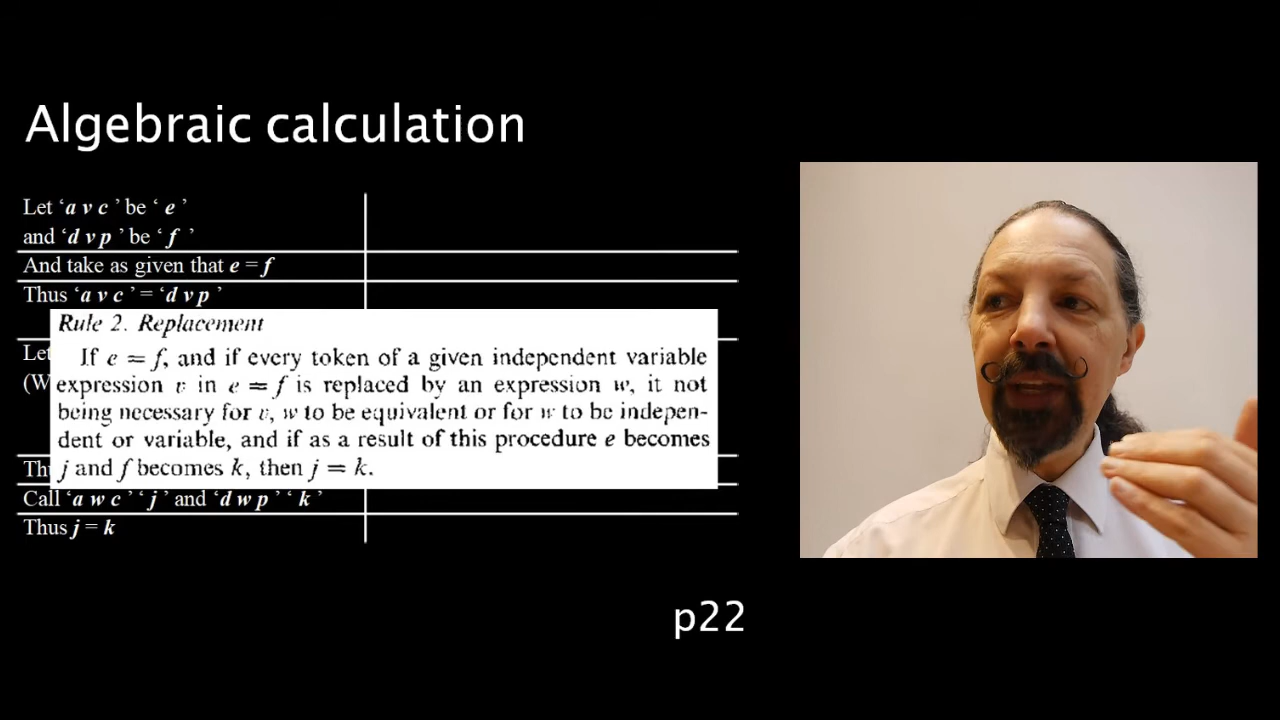 Algebraic calculation
Let ‘a v c ’ be ‘ e ’
and ‘d v p ’ be ‘ f ’
And take as given that e = f
Thus ‘a v c ’ = ‘d v p ’
Rule 2. Replacement
Let
If e = f, and if every token of a given independent variable
(W
expression v in e = f is replaced by an expression w, it not
being necessary for v, w to be equivalent or for w to be indepen-
dent or variable, and if as a result of this procedure e becomes
Th
j and f becomes k, then j = k.
Call ‘a w c ’ ‘ j ’ and ‘d w p ’ ‘ k ’
Thus j = k
p22